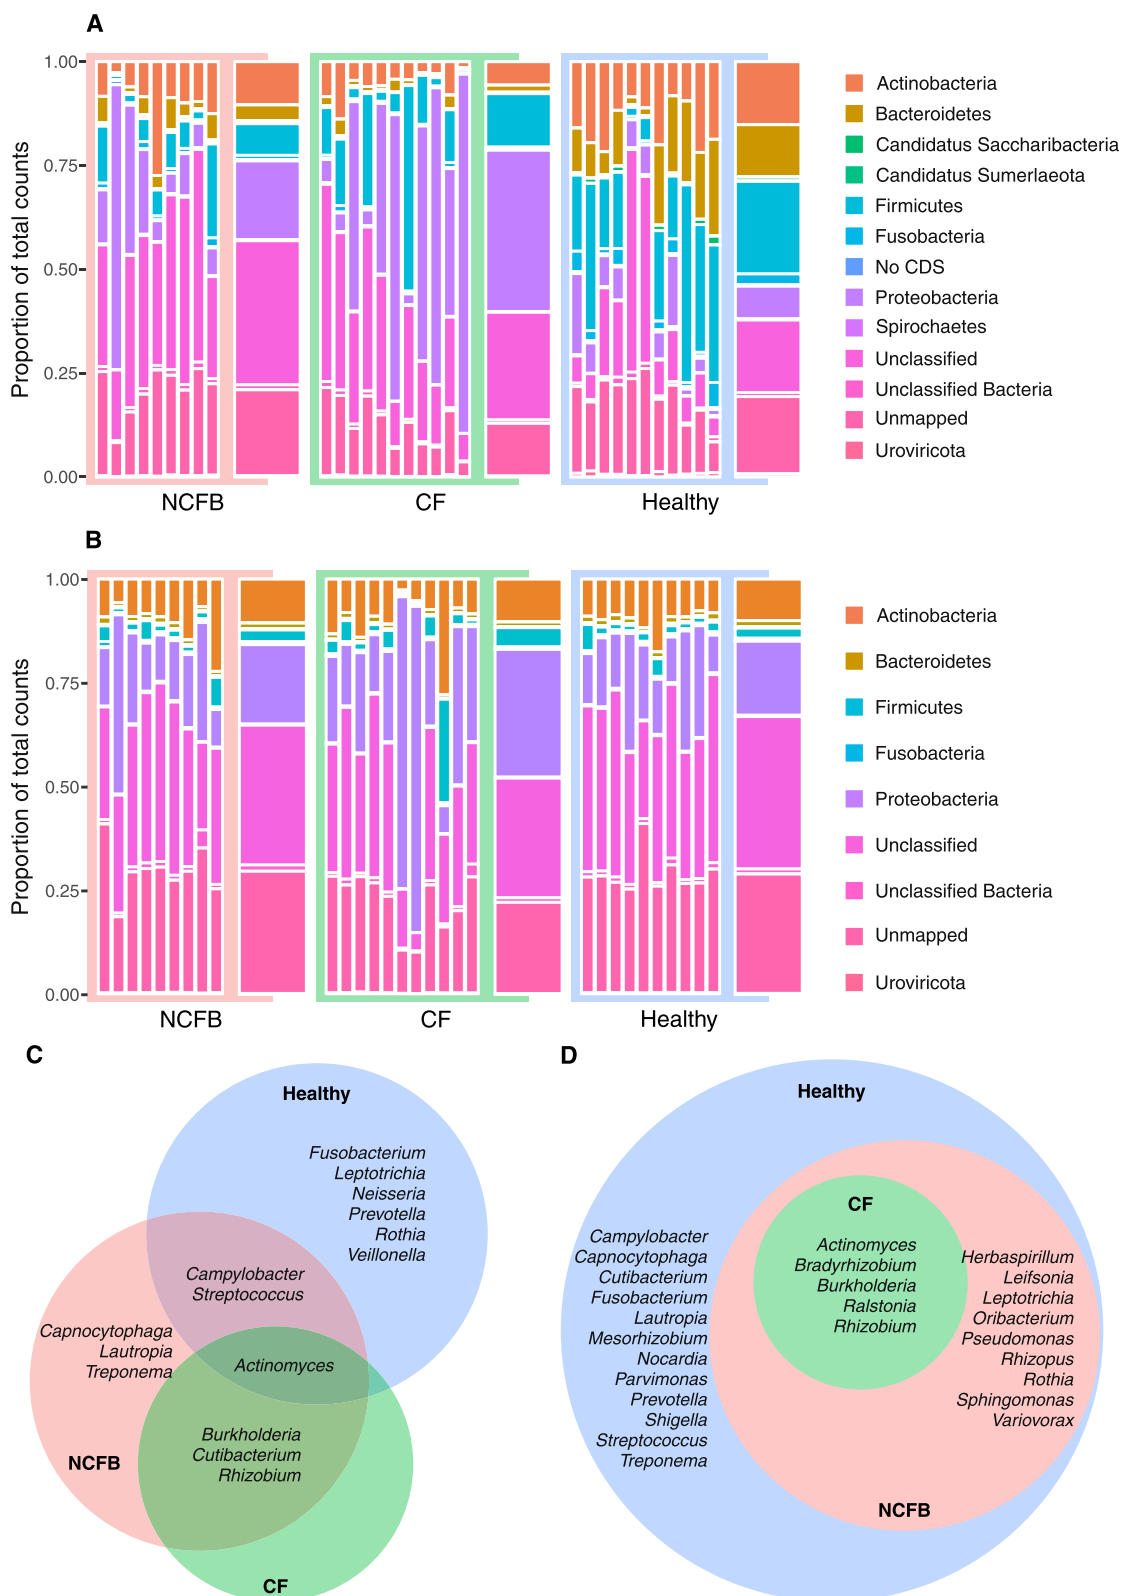 A
1.00
0.75
0.50
0.25
0.00
Proportion of total counts
NCFB
CF
Healthy
Actinobacteria
Bacteroidetes
Candidatus Saccharibacteria
Candidatus Sumerlaeota
Firmicutes
Fusobacteria
No CDS
Proteobacteria
Spirochaetes
Unclassified
Unclassified Bacteria
Unmapped
Uroviricota
B
1.00
0.75
0.50
0.25
0.00
Proportion of total counts
NCFB
CF
Healthy
Actinobacteria
Bacteroidetes
Firmicutes
Fusobacteria
Proteobacteria
Unclassified
Unclassified Bacteria
Unmapped
Uroviricota
C
Healthy
Fusobacterium
Leptotrichia
Neisseria
Prevotella
Rothia
Veillonella
Campylobacter
Streptococcus
Capnocytophaga
Lautropia
Treponema
Actinomyces
Burkholderia
Cutibacterium
Rhizobium
NCFB
CF
D
Healthy
CF
Campylobacter
Capnocytophaga
Cutibacterium
Fusobacterium
Lautropia
Mesorhizobium
Nocardia
Parvimonas
Prevotella
Shigella
Streptococcus
Treponema
Actinomyces
Bradyrhizobium
Burkholderia
Ralstonia
Rhizobium
Herbaspirillum
Leifsonia
Leptotrichia
Oribacterium
Pseudomonas
Rhizopus
Rothia
Sphingomonas
Variovorax
NCFB